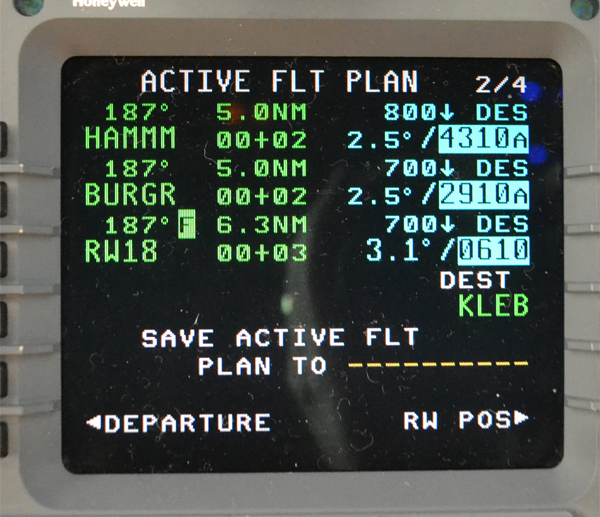 Honeywell
ACTIVE FLT PLAN 2/4
187° 5.0NM 800↓ DES
HAMMM 00+02 2.5°/4310A
187° 5.0NM 700↓ DES
BURGR 00+02 2.5°/2910A
187° F 6.3NM 700↓ DES
RW18 00+03 3.1°/0610
DEST
KLEB
SAVE ACTIVE FLT
PLAN TO ----------
◄DEPARTURE RW POS►